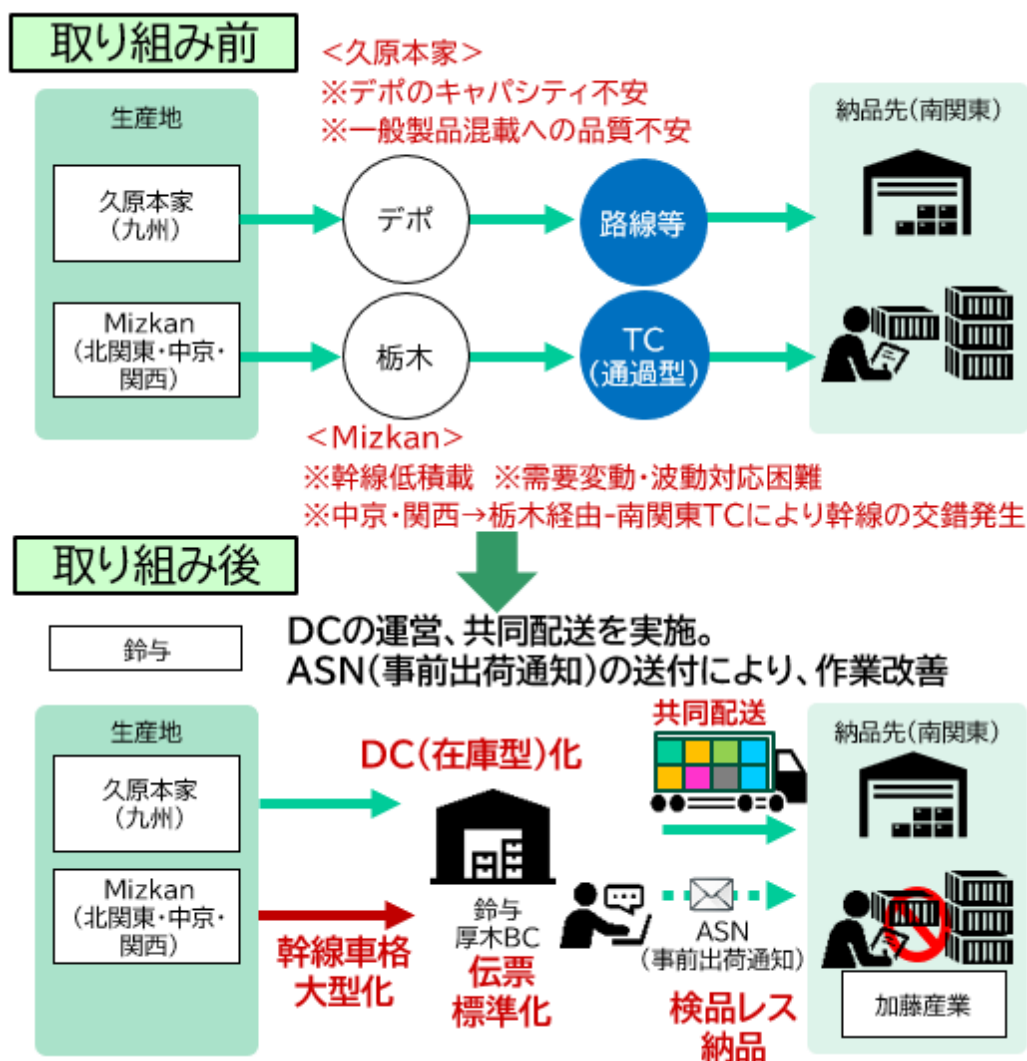 取り組み前
<久原本家>
※デポのキャパシティ不安
※一般製品混載への品質不安
生産地
久原本家
(九州)
デポ
路線等
納品先(南関東)
Mizkan
(北関東・中京・
関西)
栃木
TC
(通過型)
<Mizkan>
※幹線低積載 ※需要変動・波動対応困難
※中京・関西→栃木経由-南関東TCにより幹線の交錯発生
取り組み後
鈴与
DCの運営、共同配送を実施。
ASN(事前出荷通知)の送付により、作業改善
生産地
久原本家
(九州)
Mizkan
(北関東・中京・
関西)
幹線車格
大型化
DC(在庫型)化
鈴与
厚木BC
伝票
標準化
共同配送
ASN
(事前出荷通知)
検品レス
納品
納品先(南関東)
加藤産業